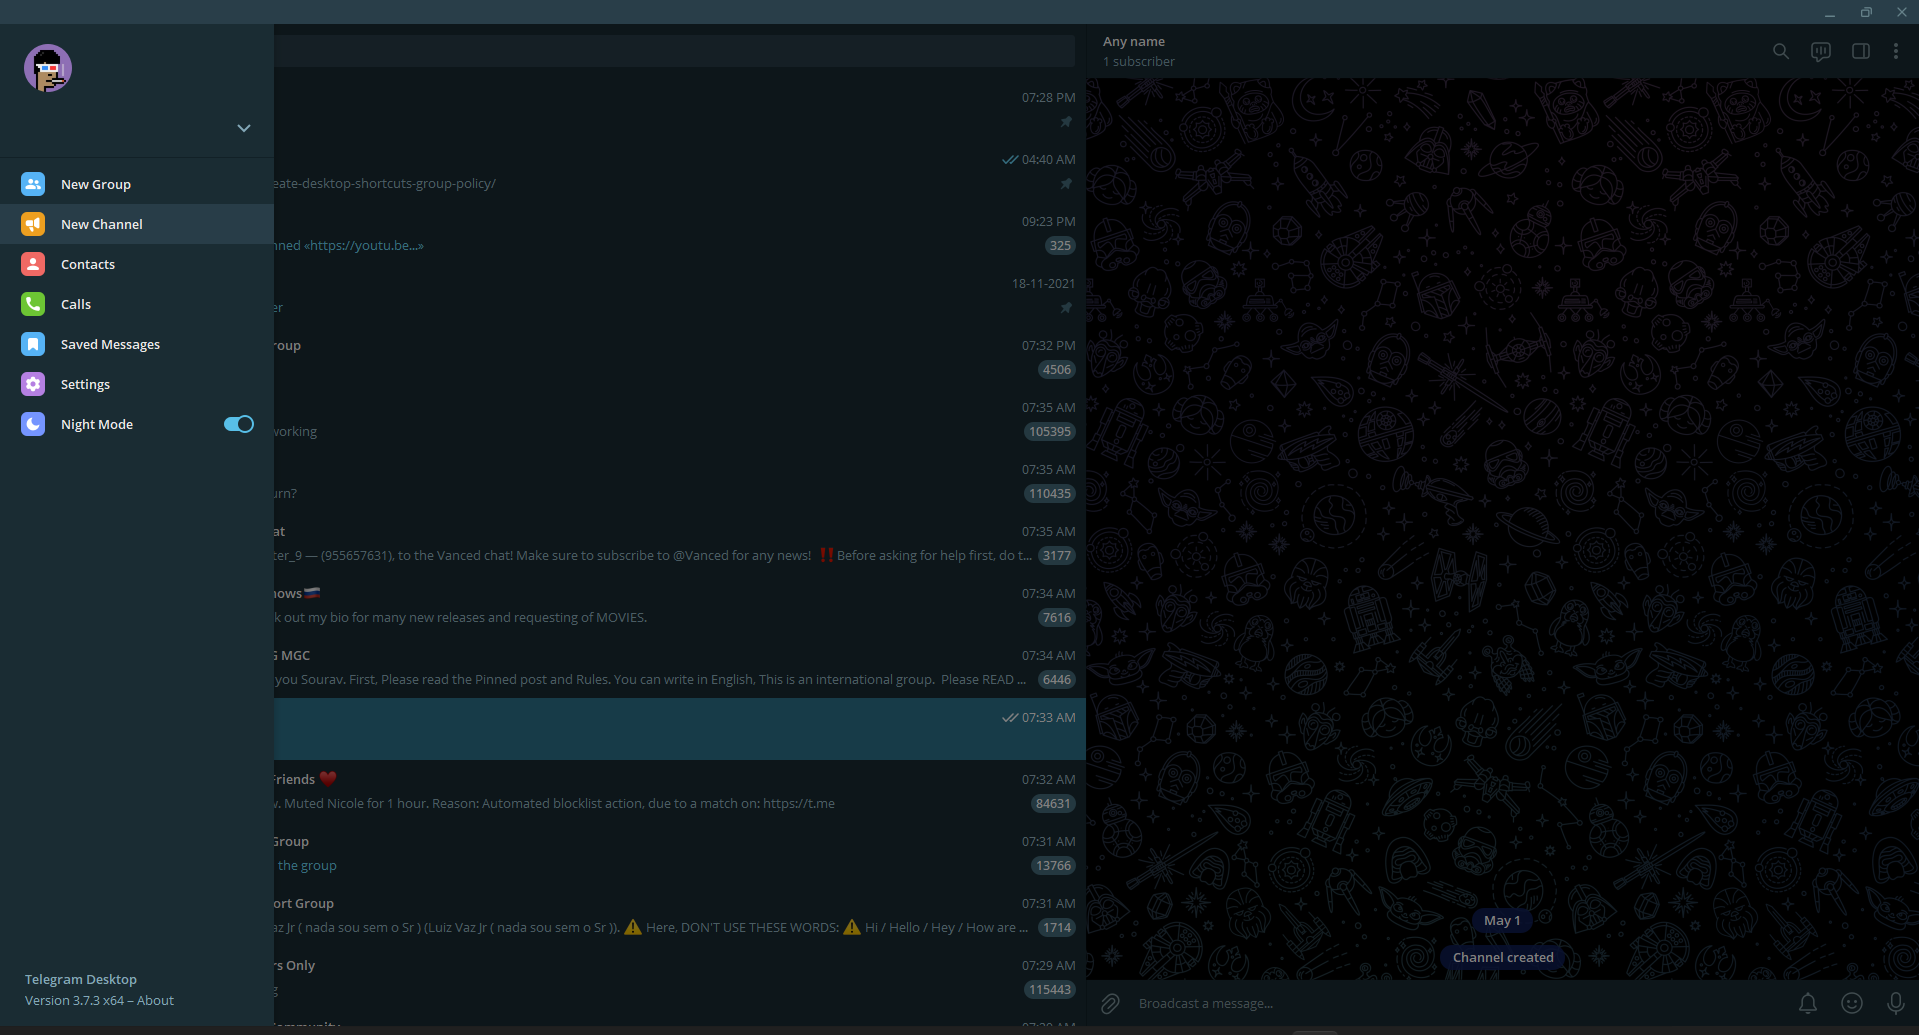 New Group
New Channel
Contacts
Calls
Saved Messages
Settings
Night Mode
Telegram Desktop
Version 3.7.3 x64 – About
07:28 PM
04:40 AM
eate-desktop-shortcuts-group-policy/
09:23 PM
nned «https://youtu.be...»
325
18-11-2021
er
roup
07:32 PM
4506
07:35 AM
working
105395
07:35 AM
urn?
110435
at
07:35 AM
ter_9 — (955657631), to the Vanced chat! Make sure to subscribe to @Vanced for any news! ‼️Before asking for help first, do t...
3177
hows
07:34 AM
k out my bio for many new releases and requesting of MOVIES.
7616
G MGC
07:34 AM
you Sourav. First, Please read the Pinned post and Rules. You can write in English, This is an international group. Please READ ...
6446
07:33 AM
Friends ♥️
07:32 AM
v. Muted Nicole for 1 hour. Reason: Automated blocklist action, due to a match on: https://t.me
84631
Group
07:31 AM
the group
13766
ort Group
07:31 AM
az Jr ( nada sou sem o Sr ) (Luiz Vaz Jr ( nada sou sem o Sr )). ⚠️ Here, DON'T USE THESE WORDS: ⚠️ Hi / Hello / Hey / How are ...
1714
rs Only
07:29 AM
g
115443
Any name
1 subscriber
May 1
Channel created
Broadcast a message...